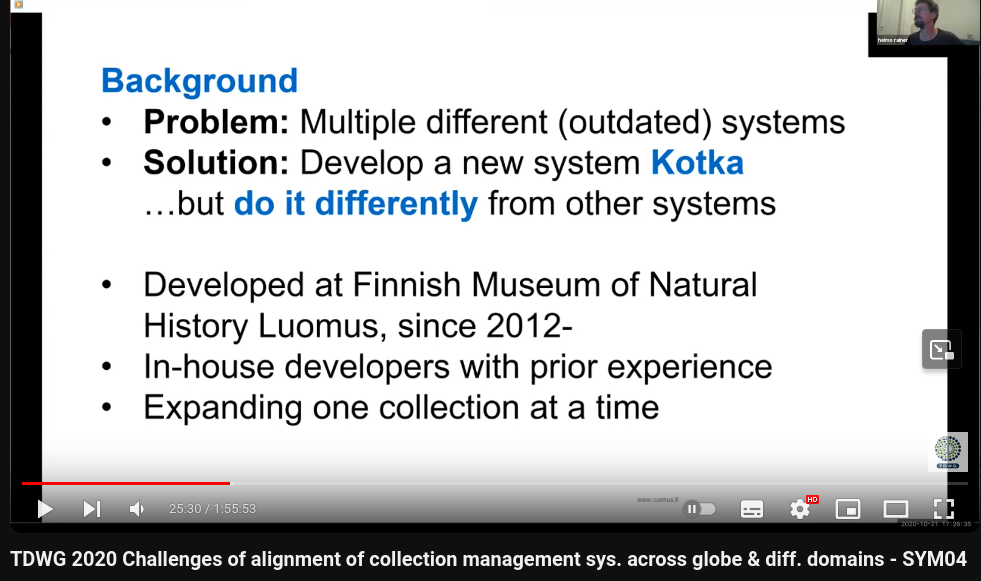 heimo rainer
Background
• Problem: Multiple different (outdated) systems
• Solution: Develop a new system Kotka
…but do it differently from other systems
• Developed at Finnish Museum of Natural
History Luomus, since 2012-
• In-house developers with prior experience
• Expanding one collection at a time
TDWG
www.luomus.fi
25:30 / 1:55:53
HD
2020-10-21 17:26:35
TDWG 2020 Challenges of alignment of collection management sys. across globe & diff. domains - SYM04